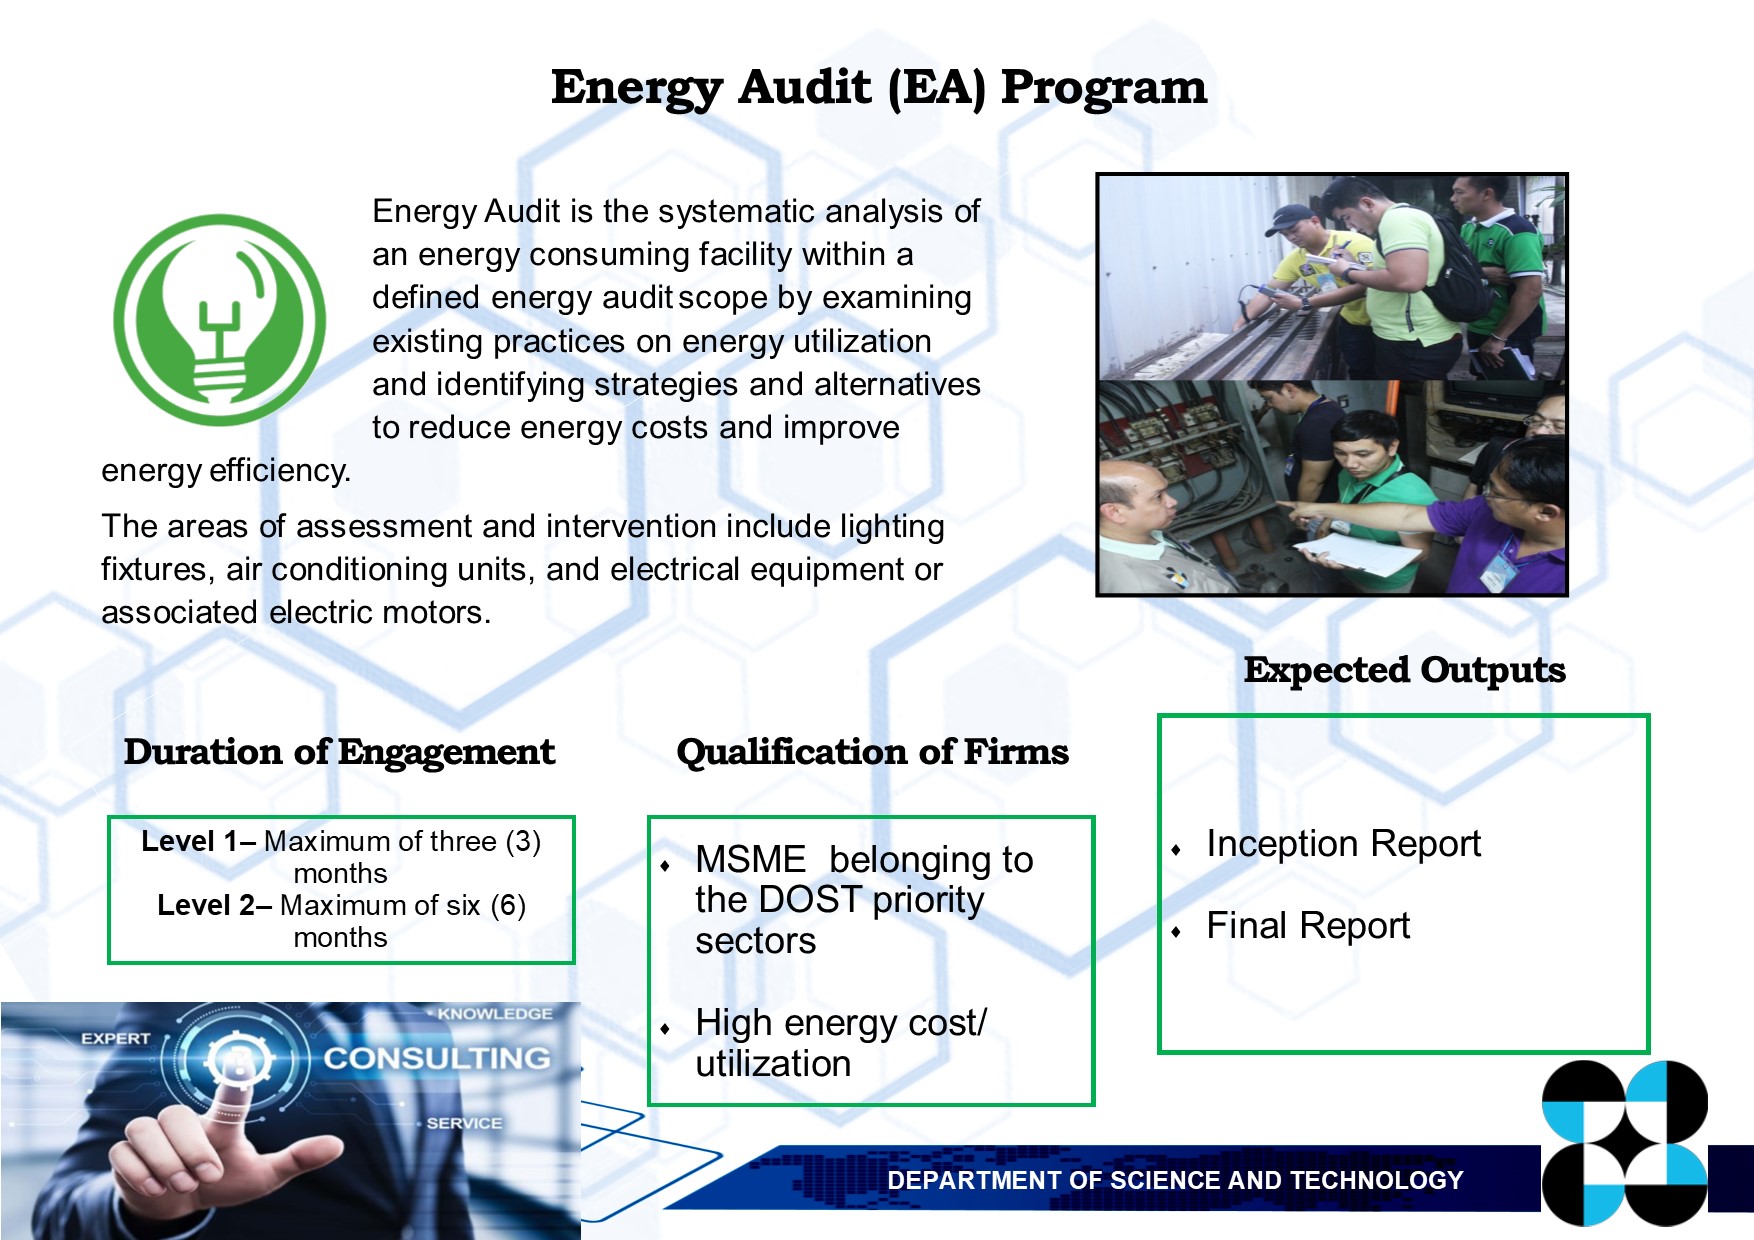 Energy Audit (EA) Program
Energy Audit is the systematic analysis of
an energy consuming facility within a
defined energy audit scope by examining
existing practices on energy utilization
and identifying strategies and alternatives
to reduce energy costs and improve
energy efficiency.
The areas of assessment and intervention include lighting
fixtures, air conditioning units, and electrical equipment or
associated electric motors.
Duration of Engagement
Level 1– Maximum of three (3)
months
Level 2– Maximum of six (6)
months
Qualification of Firms
⬧ MSME  belonging to
the DOST priority
sectors
⬧ High energy cost/
utilization
Expected Outputs
⬧ Inception Report
⬧ Final Report
KNOWLEDGE
EXPERT
CONSULTING
SERVICE
DEPARTMENT OF SCIENCE AND TECHNOLOGY